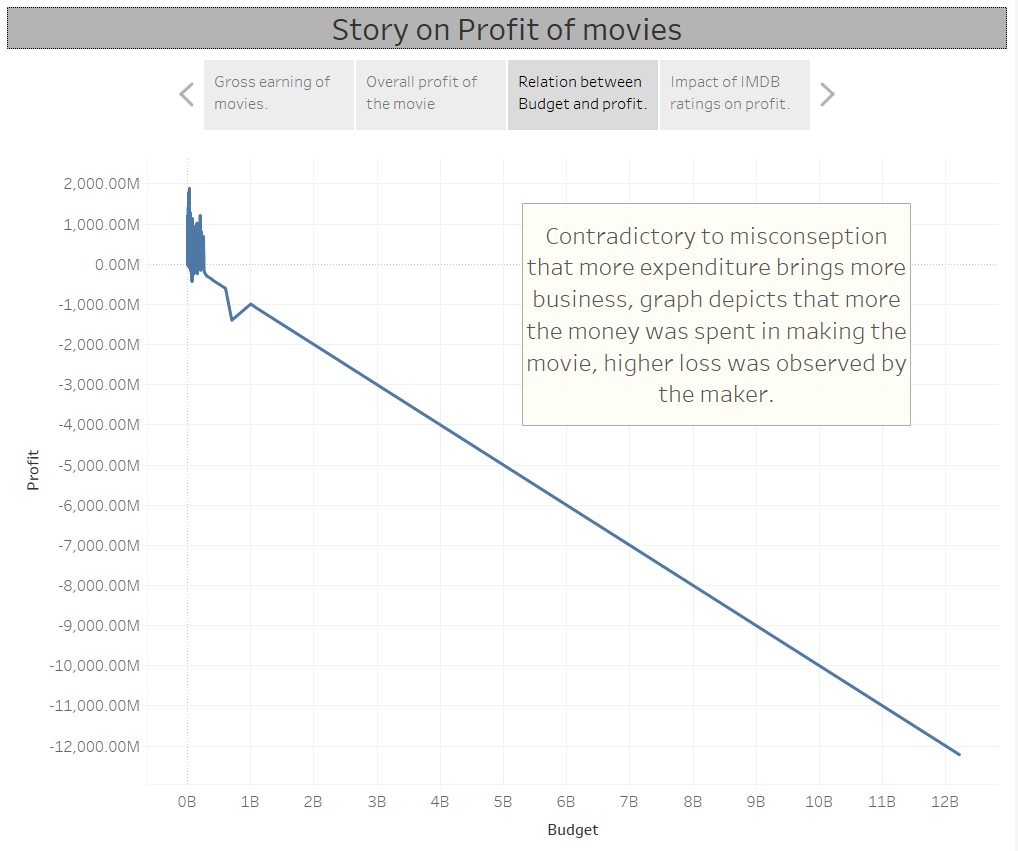 Story on Profit of movies
Gross earning of
movies.
Overall profit of
the movie
Relation between
Budget and profit.
Impact of IMDB
ratings on profit.
2,000.00M
1,000.00M
0.00M
-1,000.00M
-2,000.00M
-3,000.00M
-4,000.00M
-5,000.00M
-6,000.00M
-7,000.00M
-8,000.00M
-9,000.00M
-10,000.00M
-11,000.00M
-12,000.00M
Profit
Contradictory to misconseption
that more expenditure brings more
business, graph depicts that more
the money was spent in making the
movie, higher loss was observed by
the maker.
0B 1B 2B 3B 4B 5B 6B 7B 8B 9B 10B 11B 12B
Budget